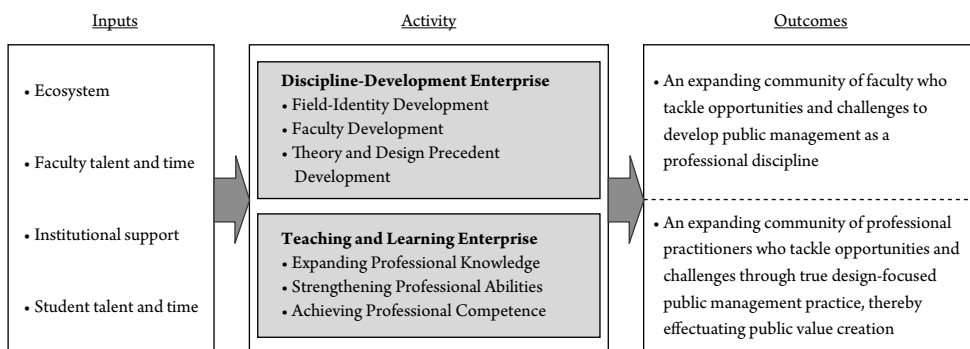 Inputs
Activity
Outcomes
• Ecosystem
• Faculty talent and time
• Institutional support
• Student talent and time
Discipline-Development Enterprise
• Field-Identity Development
• Faculty Development
• Theory and Design Precedent
Development
Teaching and Learning Enterprise
• Expanding Professional Knowledge
• Strengthening Professional Abilities
• Achieving Professional Competence
• An expanding community of faculty who
tackle opportunities and challenges to
develop public management as a
professional discipline
• An expanding community of professional
practitioners who tackle opportunities and
challenges through true design-focused
public management practice, thereby
effectuating public value creation